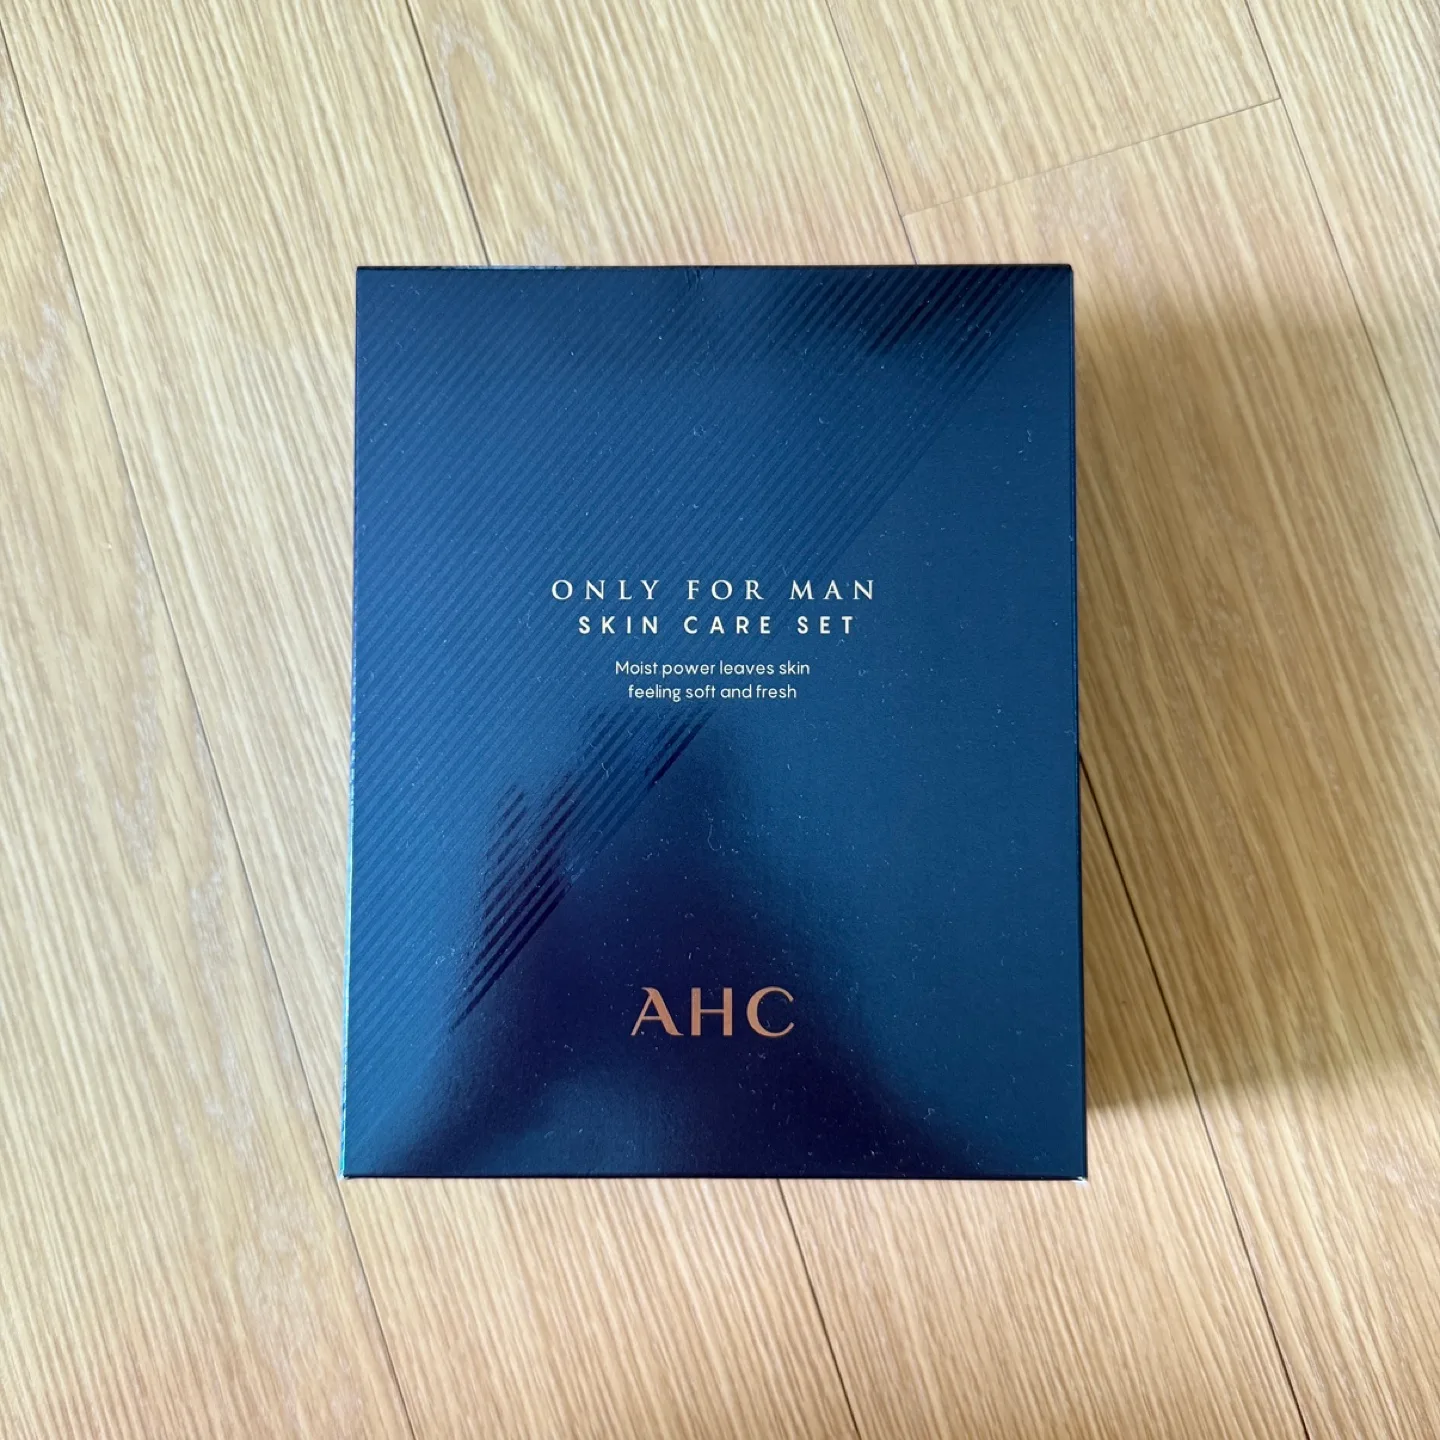 ONLY FOR MAN
SKIN CARE SET
Moist power leaves skin
feeling soft and fresh
AHC